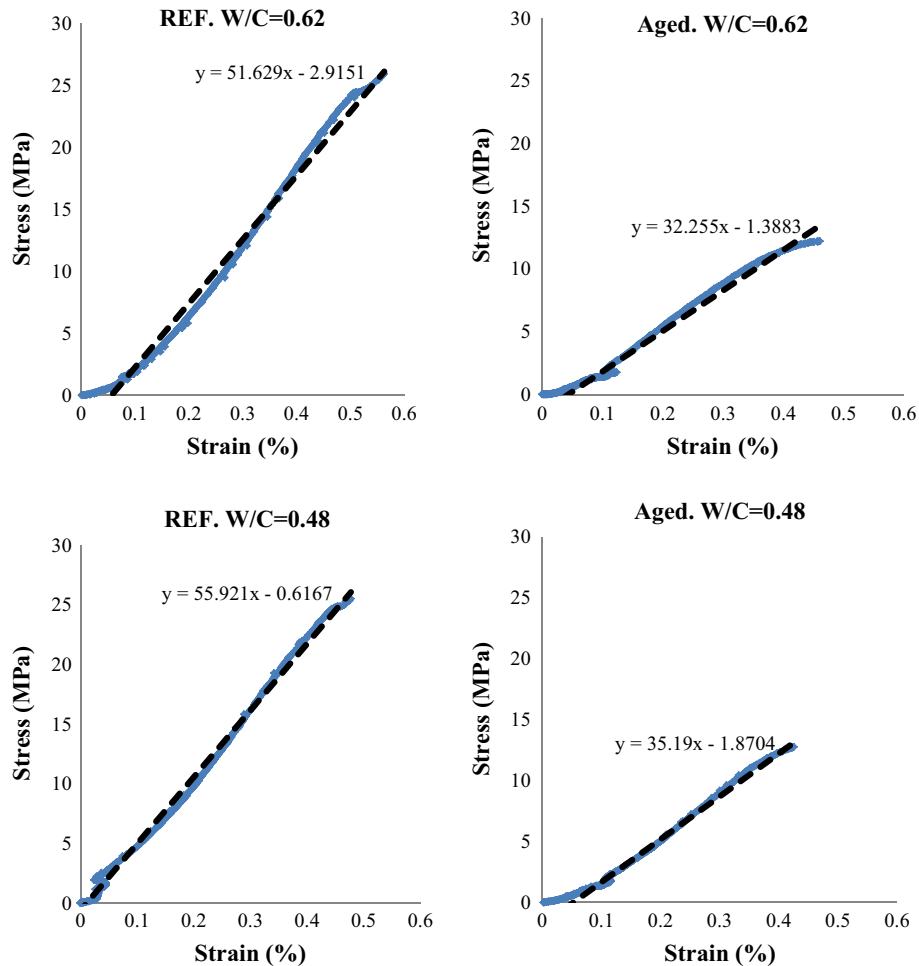 REF. W/C=0.62
30
25
20
15
10
5
0
y = 51.629x - 2.9151
Stress (MPa)
0 0.1 0.2 0.3 0.4 0.5 0.6
Strain (%)
Aged. W/C=0.62
30
25
20
15
10
5
0
y = 32.255x - 1.3883
Stress (MPa)
0 0.1 0.2 0.3 0.4 0.5 0.6
Strain (%)
REF. W/C=0.48
30
25
20
15
10
5
0
y = 55.921x - 0.6167
Stress (MPa)
0 0.1 0.2 0.3 0.4 0.5 0.6
Strain (%)
Aged. W/C=0.48
30
25
20
15
10
5
0
y = 35.19x - 1.8704
Stress (MPa)
0 0.1 0.2 0.3 0.4 0.5 0.6
Strain (%)